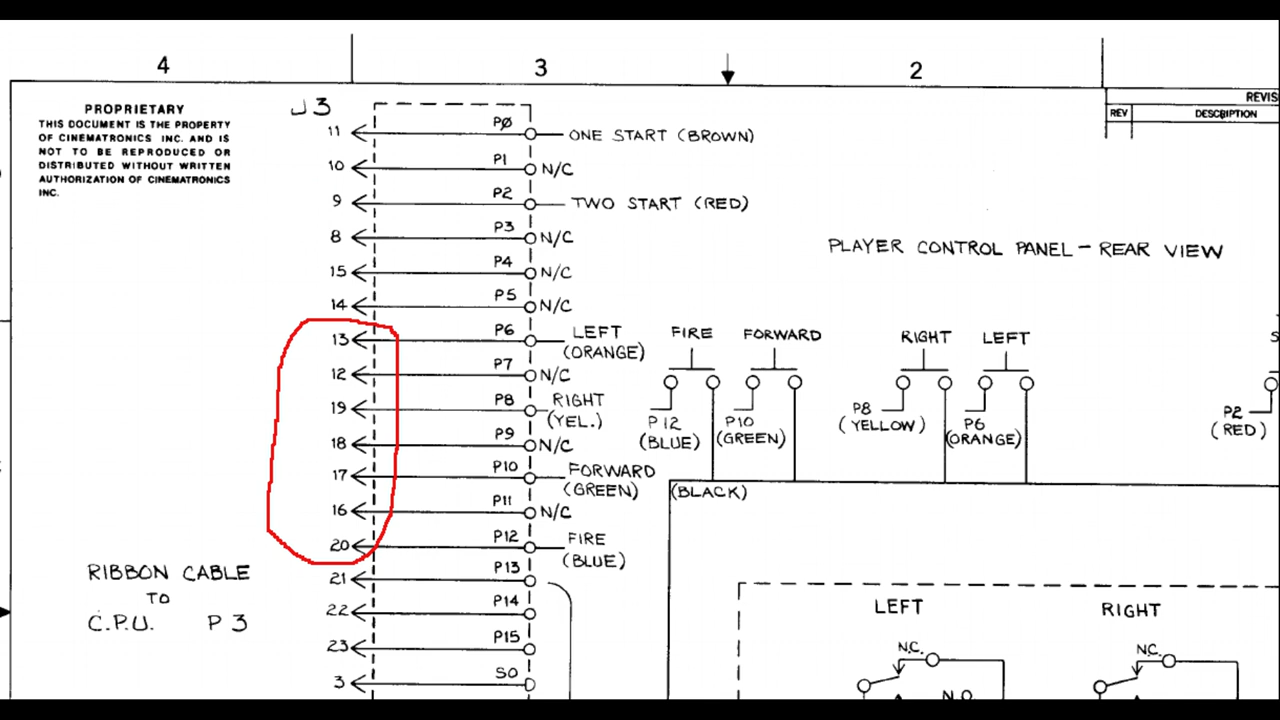 4
3
2
PROPRIETARY
THIS DOCUMENT IS THE PROPERTY
OF CINEMATRONICS INC. AND IS
NOT TO BE REPRODUCED OR
DISTRIBUTED WITHOUT WRITTEN
AUTHORIZATION OF CINEMATRONICS
INC.
J3
REVIS
REV
DESCRIPTION
11 PØ ONE START (BROWN)
10 P1 N/C
9 P2 TWO START (RED)
8 P3 N/C
15 P4 N/C
14 P5 N/C
13 P6 LEFT
(ORANGE)
12 P7 N/C
19 P8 RIGHT
(YEL.)
18 P9 N/C
17 P10 FORWARD
(GREEN)
16 P11 N/C
20 P12 FIRE
(BLUE)
21 P13
22 P14
23 P15
3 SO
RIBBON CABLE
TO
C.P.U. P3
PLAYER CONTROL PANEL - REAR VIEW
FIRE
FORWARD
RIGHT
LEFT
S
P12
(BLUE)
P10
(GREEN)
P8
(YELLOW)
P6
(ORANGE)
P2
(RED)
(BLACK)
LEFT
RIGHT
N.C.
N.C.
N.O.